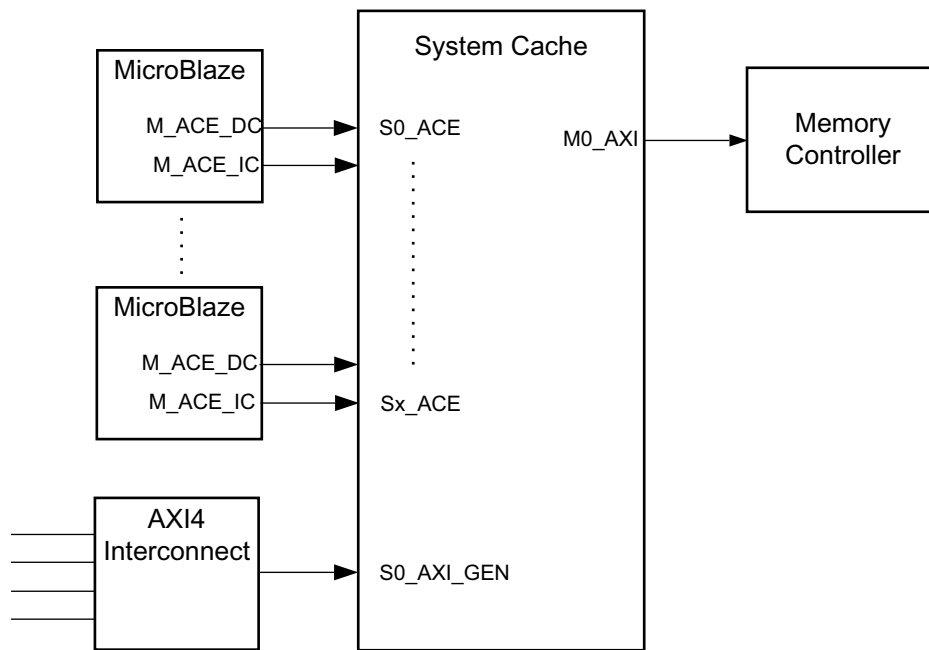 System Cache
MicroBlaze
M_ACE_DC
M_ACE_IC
S0_ACE
M0_AXI
Memory
Controller
MicroBlaze
M_ACE_DC
M_ACE_IC
Sx_ACE
AXI4
Interconnect
S0_AXI_GEN